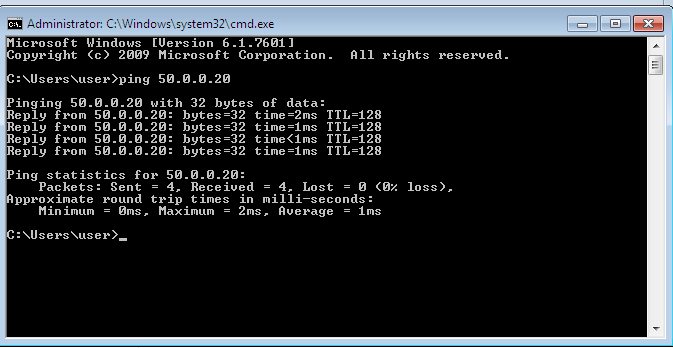 Administrator: C:\Windows\system32\cmd.exe
Microsoft Windows [Version 6.1.7601]
Copyright (c) 2009 Microsoft Corporation.  All rights reserved.
C:\Users\user>ping 50.0.0.20
Pinging 50.0.0.20 with 32 bytes of data:
Reply from 50.0.0.20: bytes=32 time=2ms TTL=128
Reply from 50.0.0.20: bytes=32 time=1ms TTL=128
Reply from 50.0.0.20: bytes=32 time<1ms TTL=128
Reply from 50.0.0.20: bytes=32 time=1ms TTL=128
Ping statistics for 50.0.0.20:
    Packets: Sent = 4, Received = 4, Lost = 0 (0% loss),
Approximate round trip times in milli-seconds:
    Minimum = 0ms, Maximum = 2ms, Average = 1ms
C:\Users\user>_